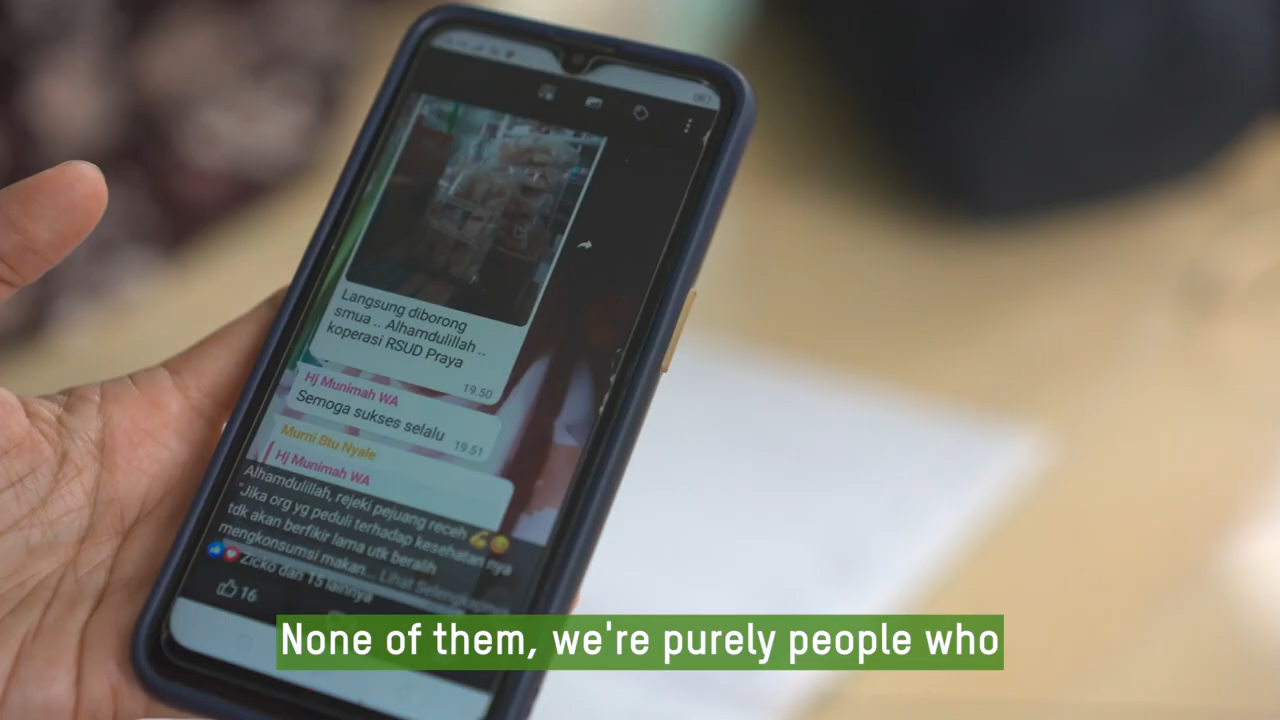 Langsung diborong
smua .. Alhamdulillah ..
koperasi RSUD Praya
19.50
Hj Munimah WA
Semoga sukses selalu
19.51
Murni Btu Nyale
Hj Munimah WA
Alhamdulillah, rejeki pejuang receh 💪😄
"Jika org yg peduli terhadap kesehatan nya
tdk akan berfikir lama utk beralih
mengkonsumsi makan... Lihat Selengkapnya
Zicko dan 15 lainnya
16
None of them, we're purely people who